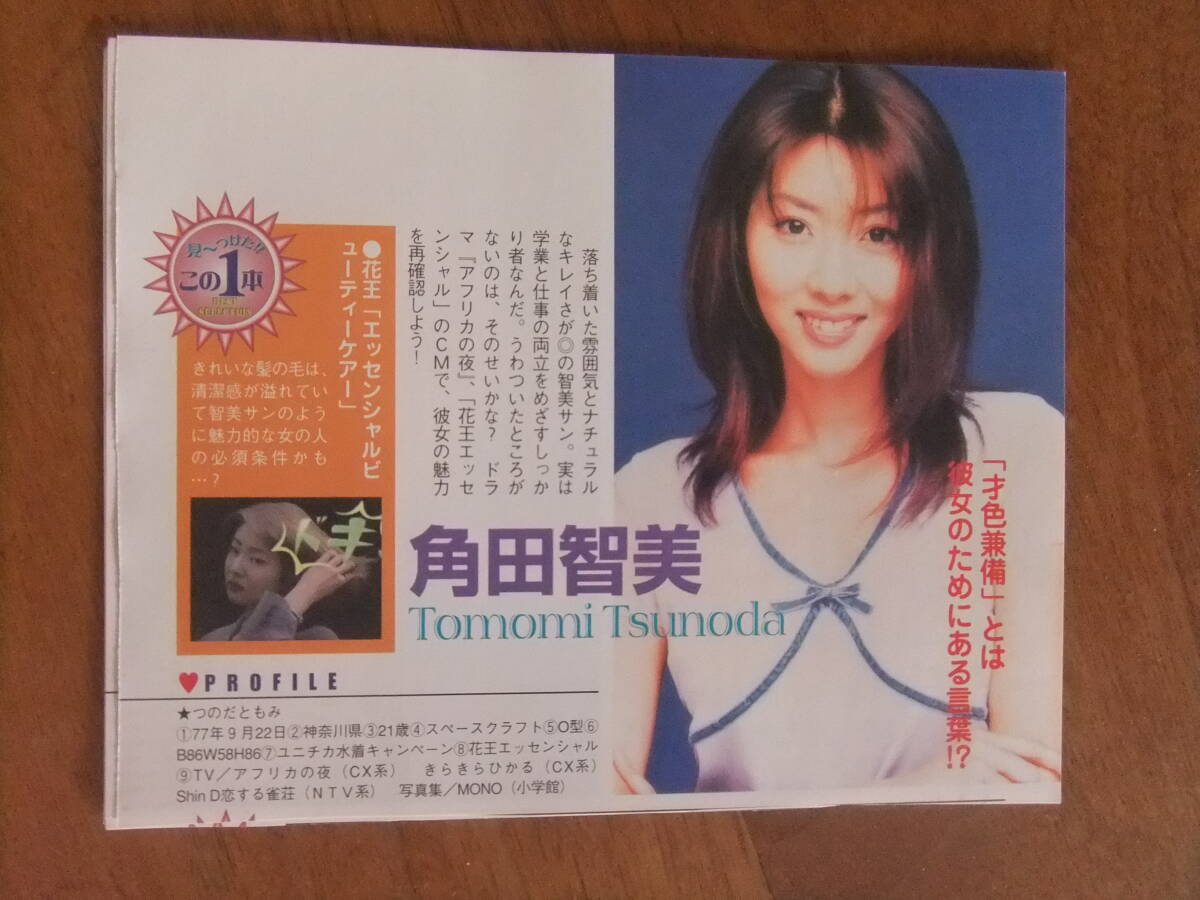 「才色兼備」とは
彼女のためにある言葉!?
落ち着いた雰囲気とナチュラル
なキレイさが◎の智美サン。実は
学業と仕事の両立をめざすしっか
り者なんだ。うわついたところが
ないのは、そのせいかな？ ドラ
マ『アフリカの夜』、「花王エッセ
ンシャル」のCMで、彼女の魅力
を再確認しよう！
角田智美
Tomomi Tsunoda
見〜つけた!!
この1本
BEST
SELECTION
●花王「エッセンシャルビ
ューティーケアー」
きれいな髪の毛は、
清潔感が溢れてい
て智美サンのよう
に魅力的な女の人
の必須条件かも
…？
♥PROFILE
★つのだともみ
①77年9月22日②神奈川県③21歳④スペースクラフト⑤O型⑥
B86W58H86⑦ユニチカ水着キャンペーン⑧花王エッセンシャル
⑨TV／アフリカの夜（CX系） きらきらひかる（CX系）
Shin D恋する雀荘（NTV系） 写真集／MONO（小学館）